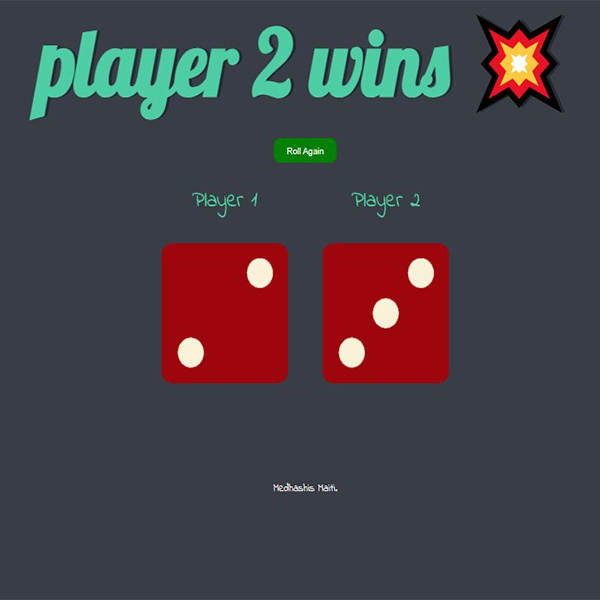 player 2 wins
Roll Again
Player 1
Player 2
Medhashis Maiti.